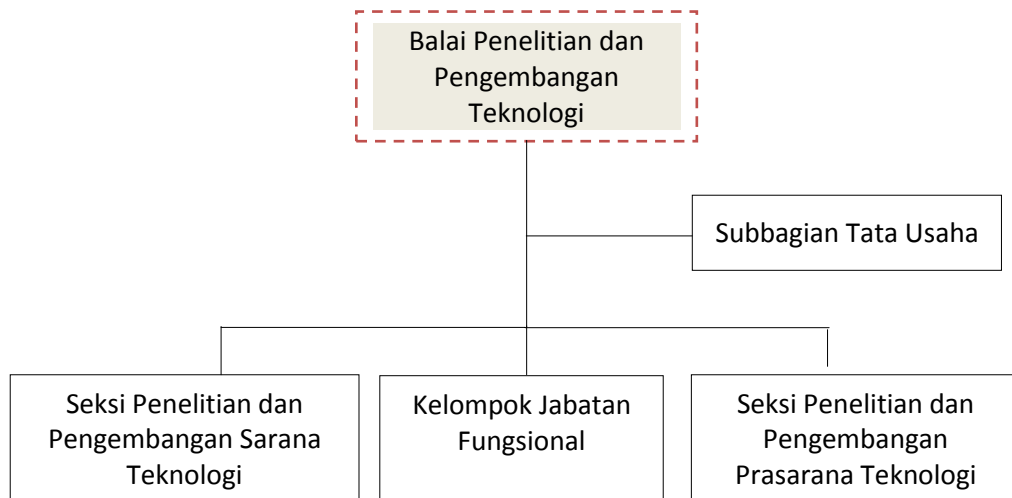 Balai Penelitian dan
Pengembangan
Teknologi
Subbagian Tata Usaha
Seksi Penelitian dan
Pengembangan Sarana
Teknologi
Kelompok Jabatan
Fungsional
Seksi Penelitian dan
Pengembangan
Prasarana Teknologi